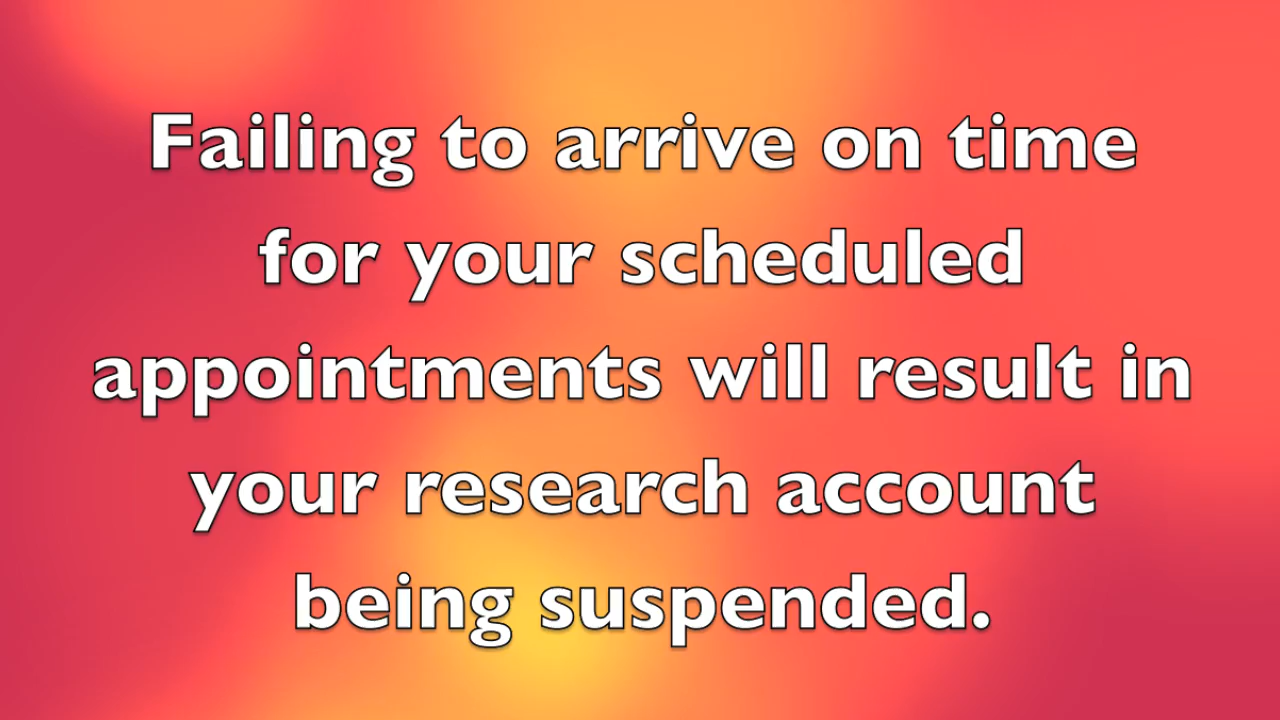 Failing to arrive on time
for your scheduled
appointments will result in
your research account
being suspended.